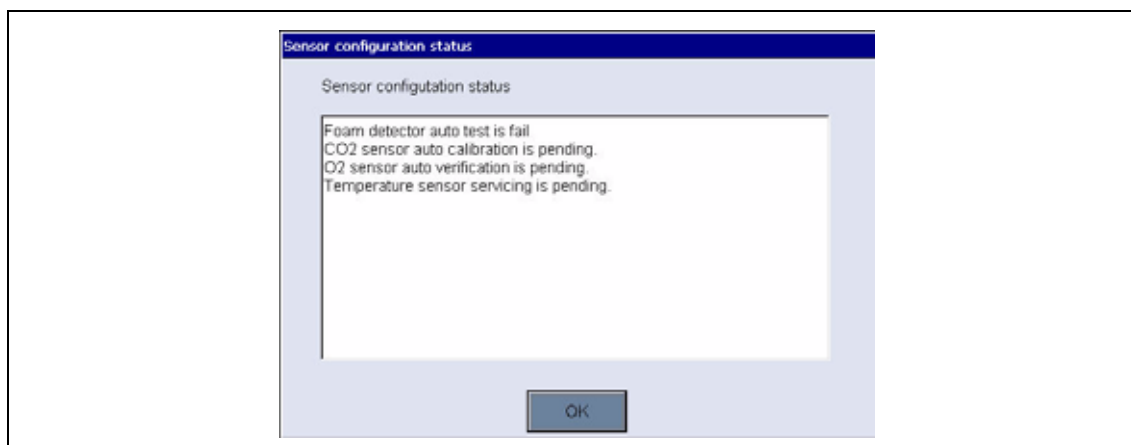 Sensor configuration status
Sensor configutation status
Foam detector auto test is fail
CO2 sensor auto calibration is pending.
O2 sensor auto verification is pending.
Temperature sensor servicing is pending.
OK